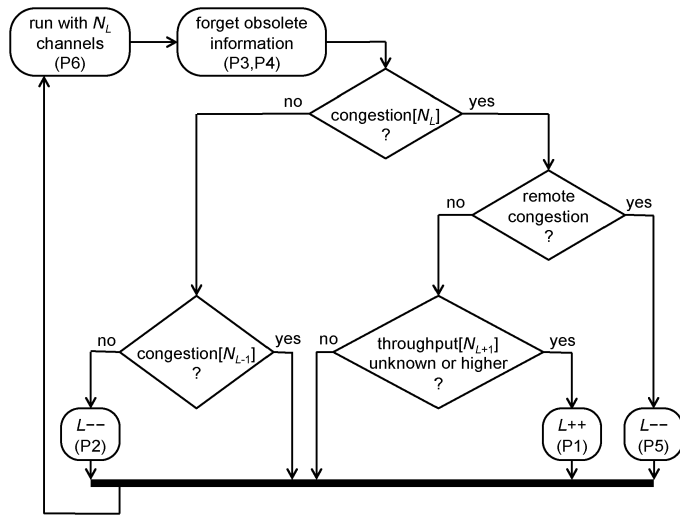 run with N_L
channels
(P6)
forget obsolete
information
(P3,P4)
no
congestion[N_L]
?
yes
no
remote
congestion
?
yes
no
congestion[N_L-1]
?
yes
no
throughput[N_L+1]
unknown or higher
?
yes
L−−
(P2)
L++
(P1)
L−−
(P5)